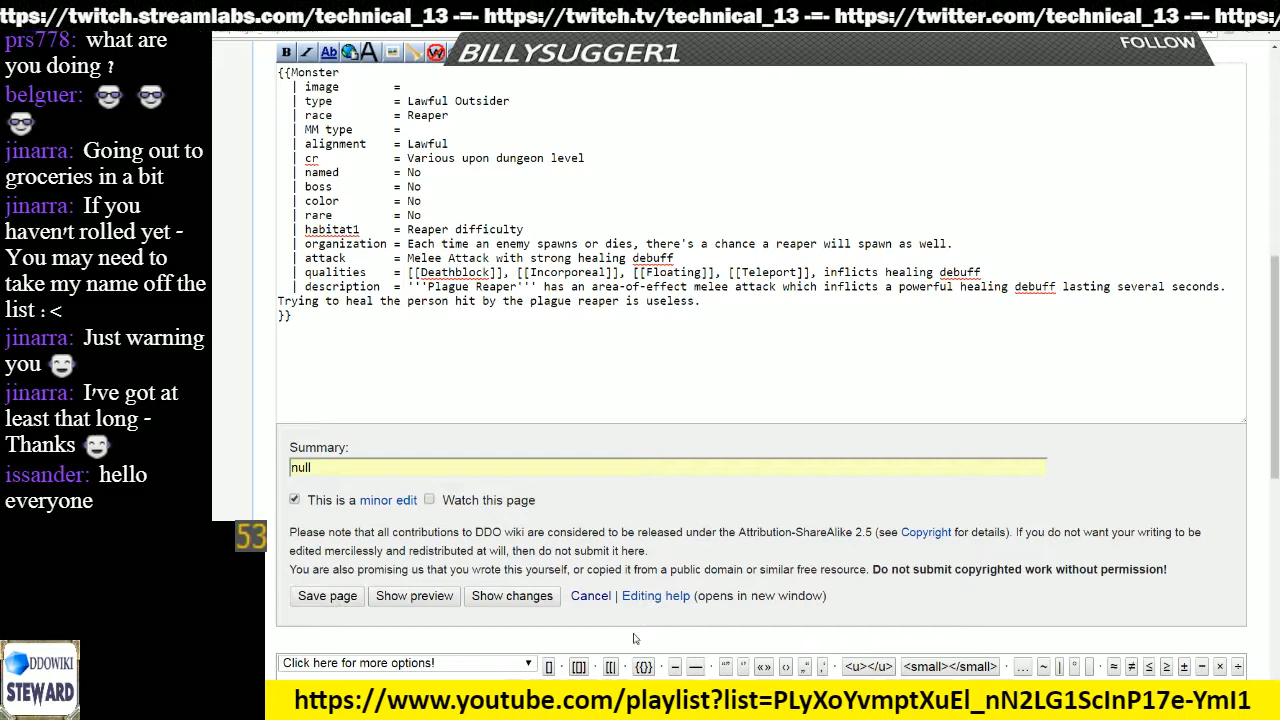 ttps://twitch.streamlabs.com/technical_13 -=- https://twitch.tv/technical_13 -=- https://twitter.com/technical_13 -=- https:/
prs778: what are
you doing ?
belguer:
jinarra: Going out to
groceries in a bit
jinarra: If you
haven't rolled yet -
You may need to
take my name off the
list :<
jinarra: Just warning
you
jinarra: I've got at
least that long -
Thanks
issander: hello
everyone
53
DDOWIKI
STEWARD
B I Ab A W
BILLYSUGGER1
FOLLOW
{{Monster
| image =
| type = Lawful Outsider
| race = Reaper
| MM type =
| alignment = Lawful
| cr = Various upon dungeon level
| named = No
| boss = No
| color = No
| rare = No
| habitat1 = Reaper difficulty
| organization = Each time an enemy spawns or dies, there's a chance a reaper will spawn as well.
| attack = Melee Attack with strong healing debuff
| qualities = [[Deathblock]], [[Incorporeal]], [[Floating]], [[Teleport]], inflicts healing debuff
| description = '''Plague Reaper''' has an area-of-effect melee attack which inflicts a powerful healing debuff lasting several seconds.
Trying to heal the person hit by the plague reaper is useless.
}}
Summary:
null
This is a minor edit Watch this page
Please note that all contributions to DDO wiki are considered to be released under the Attribution-ShareAlike 2.5 (see Copyright for details). If you do not want your writing to be
edited mercilessly and redistributed at will, then do not submit it here.
You are also promising us that you wrote this yourself, or copied it from a public domain or similar free resource. Do not submit copyrighted work without permission!
Save page Show preview Show changes Cancel | Editing help (opens in new window)
Click here for more options! [] · [[]] · [[| · {{}} · – — “” ‘’ «» ‹› „“ ‚‘ <u></u> <small></small> … ~ | ° ≈ ≠ ≤ ≥ ± − × ÷
https://www.youtube.com/playlist?list=PLyXoYvmptXuEl_nN2LG1ScInP17e-YmI1